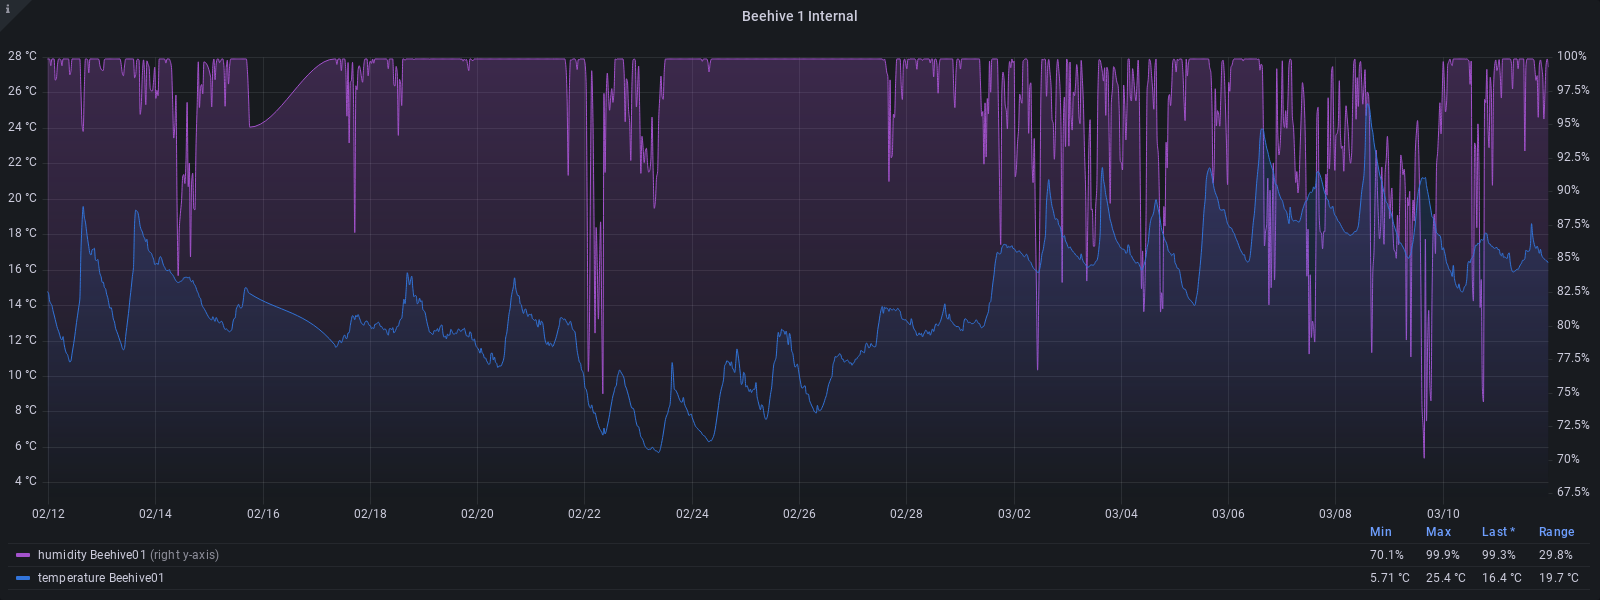 i
Beehive 1 Internal
28 °C 100%
26 °C 97.5%
24 °C 95%
22 °C 92.5%
20 °C 90%
18 °C 87.5%
16 °C 85%
14 °C 82.5%
12 °C 80%
10 °C 77.5%
8 °C 75%
6 °C 72.5%
4 °C 70%
67.5%
02/12 02/14 02/16 02/18 02/20 02/22 02/24 02/26 02/28 03/02 03/04 03/06 03/08 03/10
Min Max Last * Range
humidity Beehive01 (right y-axis) 70.1% 99.9% 99.3% 29.8%
temperature Beehive01 5.71 °C 25.4 °C 16.4 °C 19.7 °C